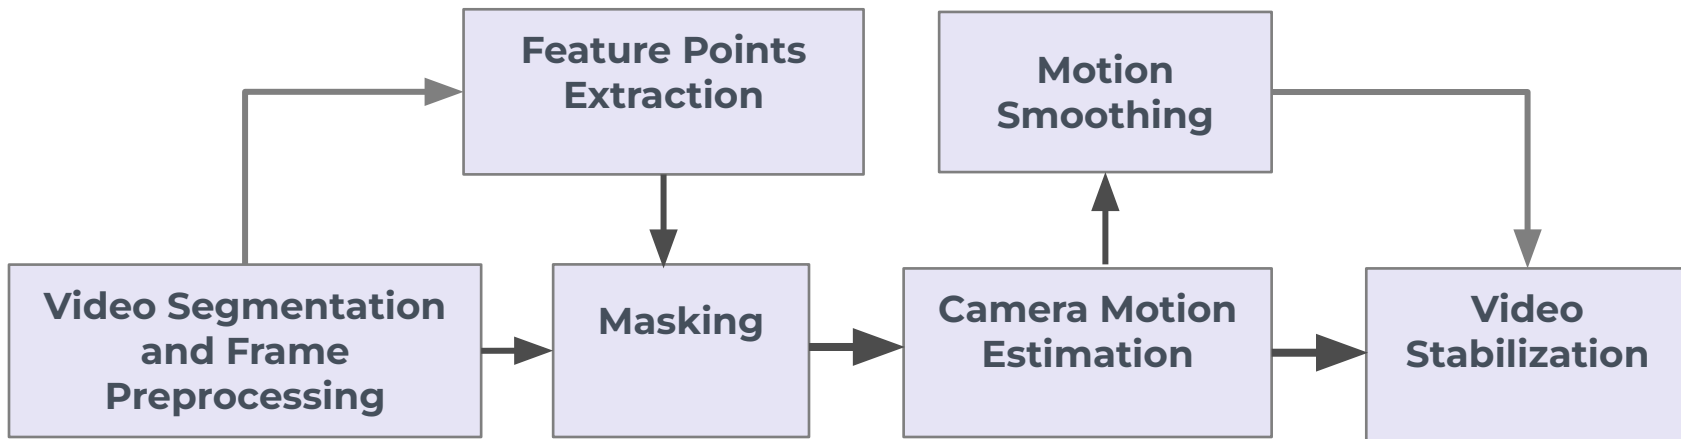 Feature Points
Extraction
Motion
Smoothing
Video Segmentation
and Frame
Preprocessing
Masking
Camera Motion
Estimation
Video
Stabilization